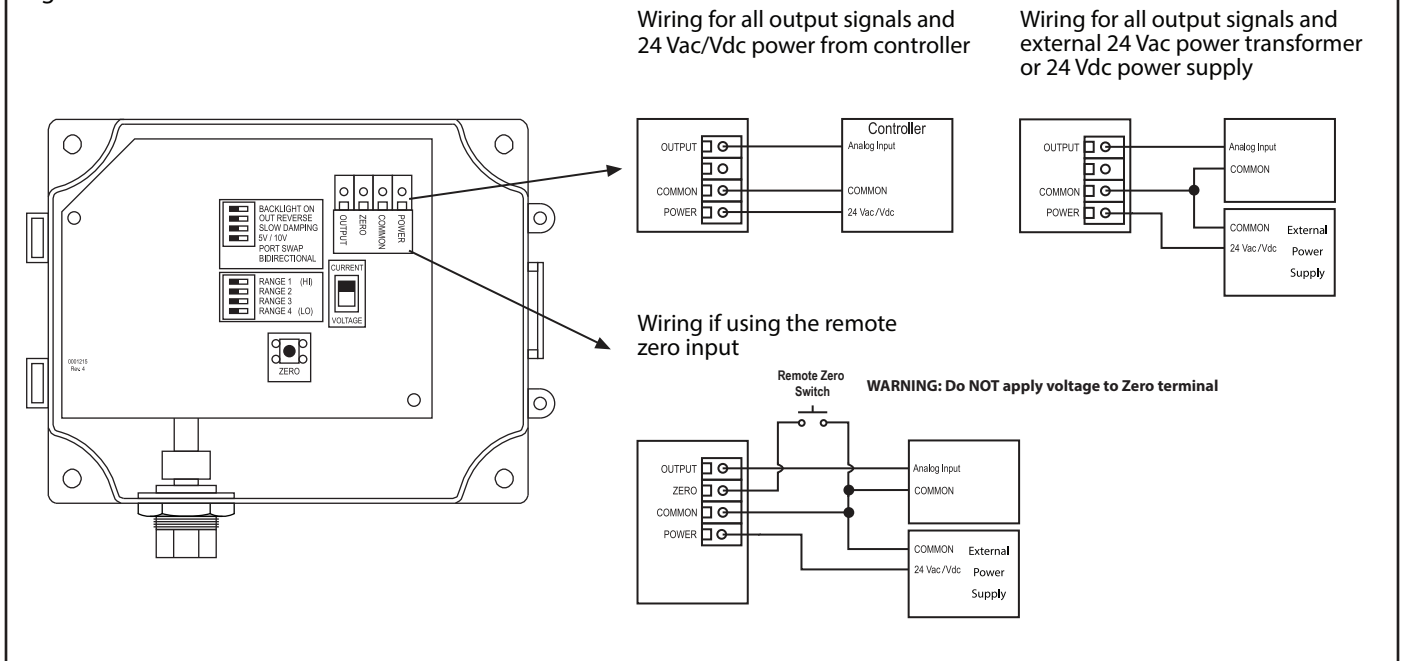 Wiring for all output signals and
24 Vac/Vdc power from controller
Wiring for all output signals and
external 24 Vac power transformer
or 24 Vdc power supply
BACKLIGHT ON
OUT REVERSE
SLOW DAMPING
5V / 10V
PORT SWAP
BIDIRECTIONAL
RANGE 1 (HI)
RANGE 2
RANGE 3
RANGE 4 (LO)
OUTPUT
ZERO
COMMON
POWER
CURRENT
VOLTAGE
ZERO
0001215
Rev. 4
OUTPUT
COMMON
POWER
Controller
Analog Input
COMMON
24 Vac/Vdc
OUTPUT
COMMON
POWER
Analog Input
COMMON
COMMON
24 Vac/Vdc
External
Power
Supply
Wiring if using the remote
zero input
Remote Zero
Switch
WARNING: Do NOT apply voltage to Zero terminal
OUTPUT
ZERO
COMMON
POWER
Analog Input
COMMON
COMMON
24 Vac/Vdc
External
Power
Supply